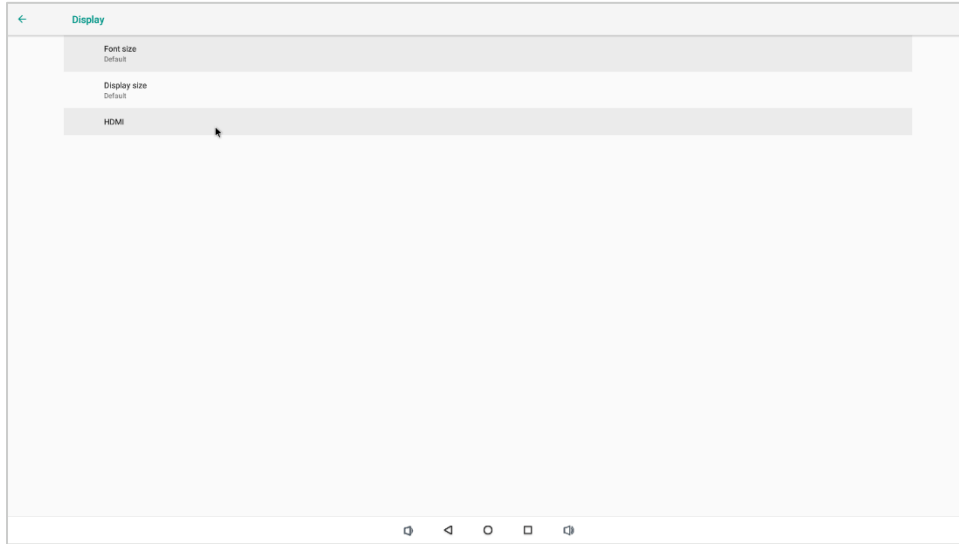 Display
Font size
Default
Display size
Default
HDMI